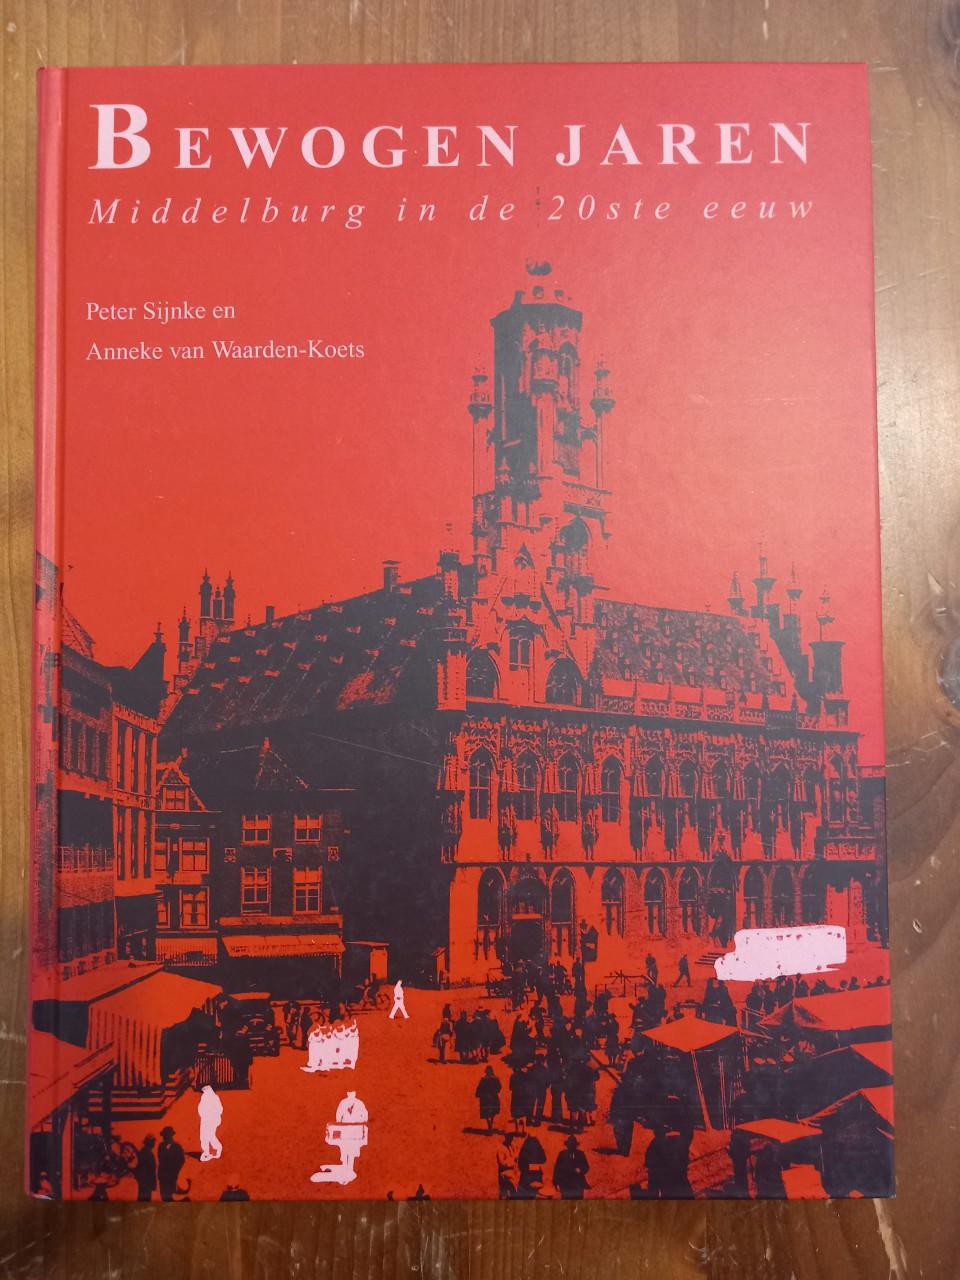 BEWOGEN JAREN
Middelburg in de 20ste eeuw
Peter Sijnke en
Anneke van Waarden-Koets